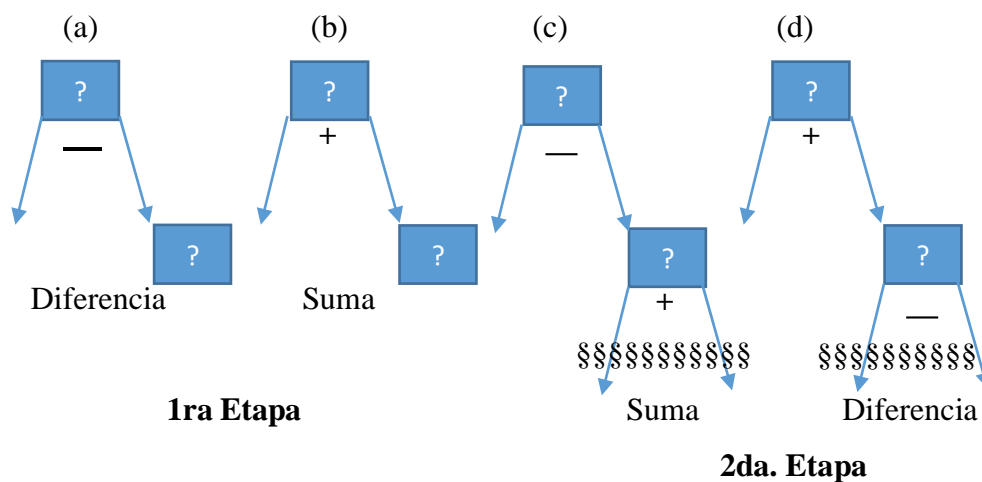 (a) (b) (c) (d)
? ? ? ?
— + — +
? ? ? ?
Diferencia Suma + —
§§§§§§§§§§§ §§§§§§§§§§
1ra Etapa Suma Diferencia
2da. Etapa